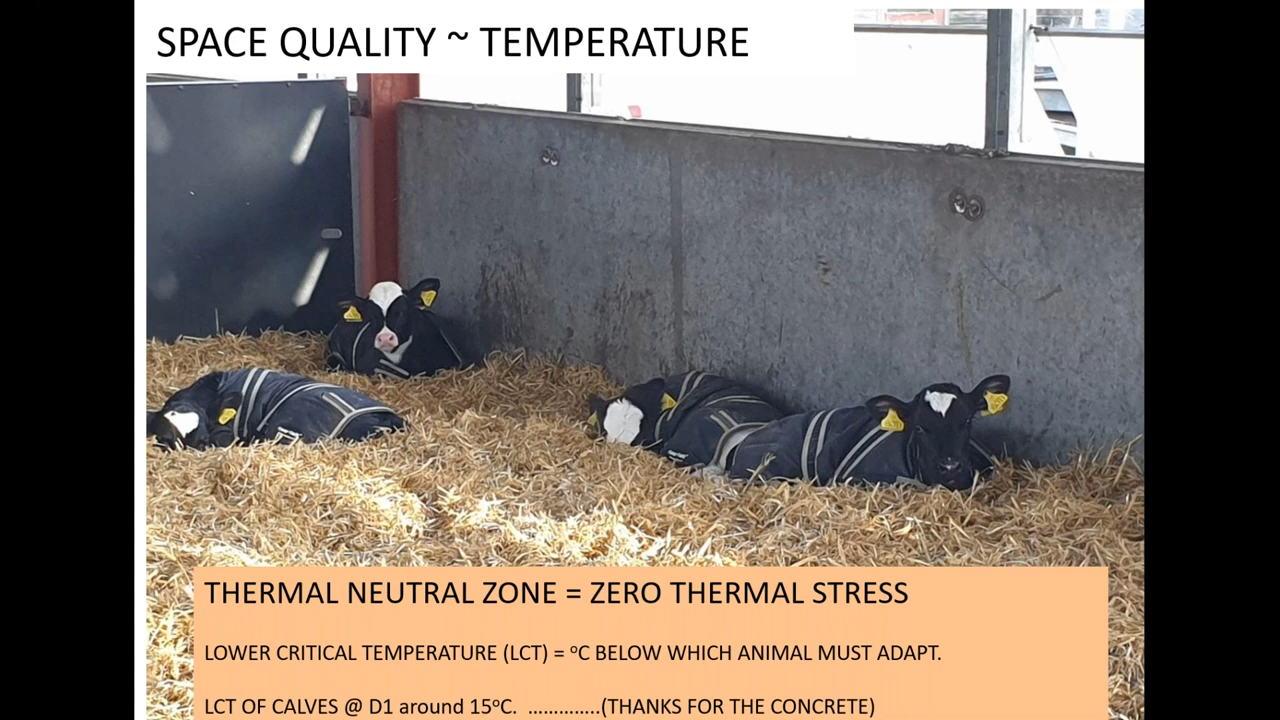 SPACE QUALITY ~ TEMPERATURE
THERMAL NEUTRAL ZONE = ZERO THERMAL STRESS
LOWER CRITICAL TEMPERATURE (LCT) = ᵒC BELOW WHICH ANIMAL MUST ADAPT.
LCT OF CALVES @ D1 around 15ᵒC. …………..(THANKS FOR THE CONCRETE)